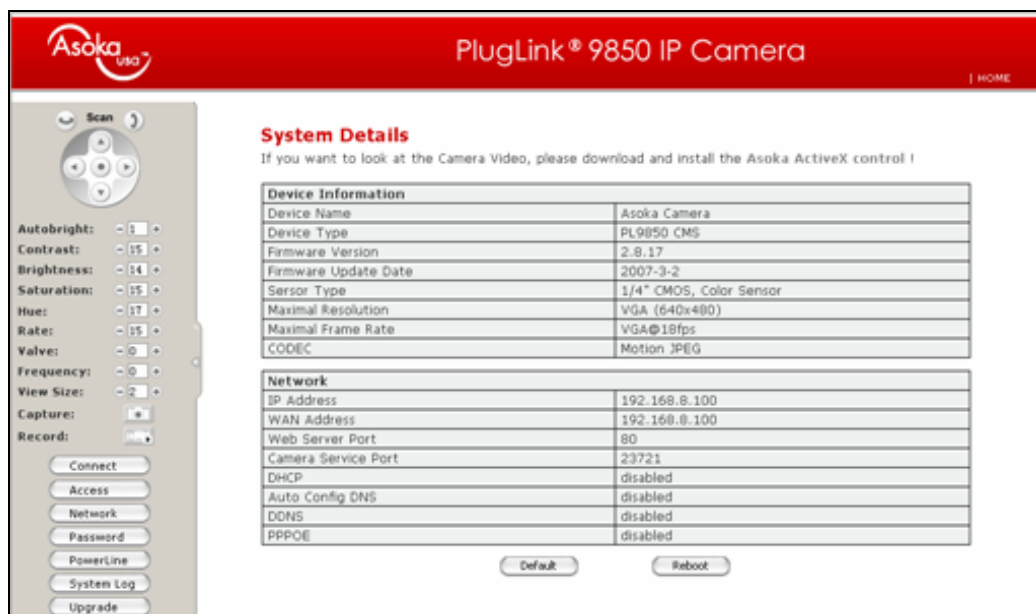 Asoka
USA™
PlugLink® 9850 IP Camera
| HOME
Scan
Autobright: - 1 +
Contrast: - 15 +
Brightness: - 14 +
Saturation: - 15 +
Hue: - 17 +
Rate: - 15 +
Valve: - 0 +
Frequency: - 0 +
View Size: - 2 +
Capture:
Record:
Connect
Access
Network
Password
PowerLine
System Log
Upgrade
System Details
If you want to look at the Camera Video, please download and install the Asoka ActiveX control !
Device Information
Device Name Asoka Camera
Device Type PL9850 CMS
Firmware Version 2.8.17
Firmware Update Date 2007-3-2
Sersor Type 1/4" CMOS, Color Sensor
Maximal Resolution VGA (640x480)
Maximal Frame Rate VGA@18fps
CODEC Motion JPEG
Network
IP Address 192.168.8.100
WAN Address 192.168.8.100
Web Server Port 80
Camera Service Port 23721
DHCP disabled
Auto Config DNS disabled
DDNS disabled
PPPOE disabled
Default Reboot